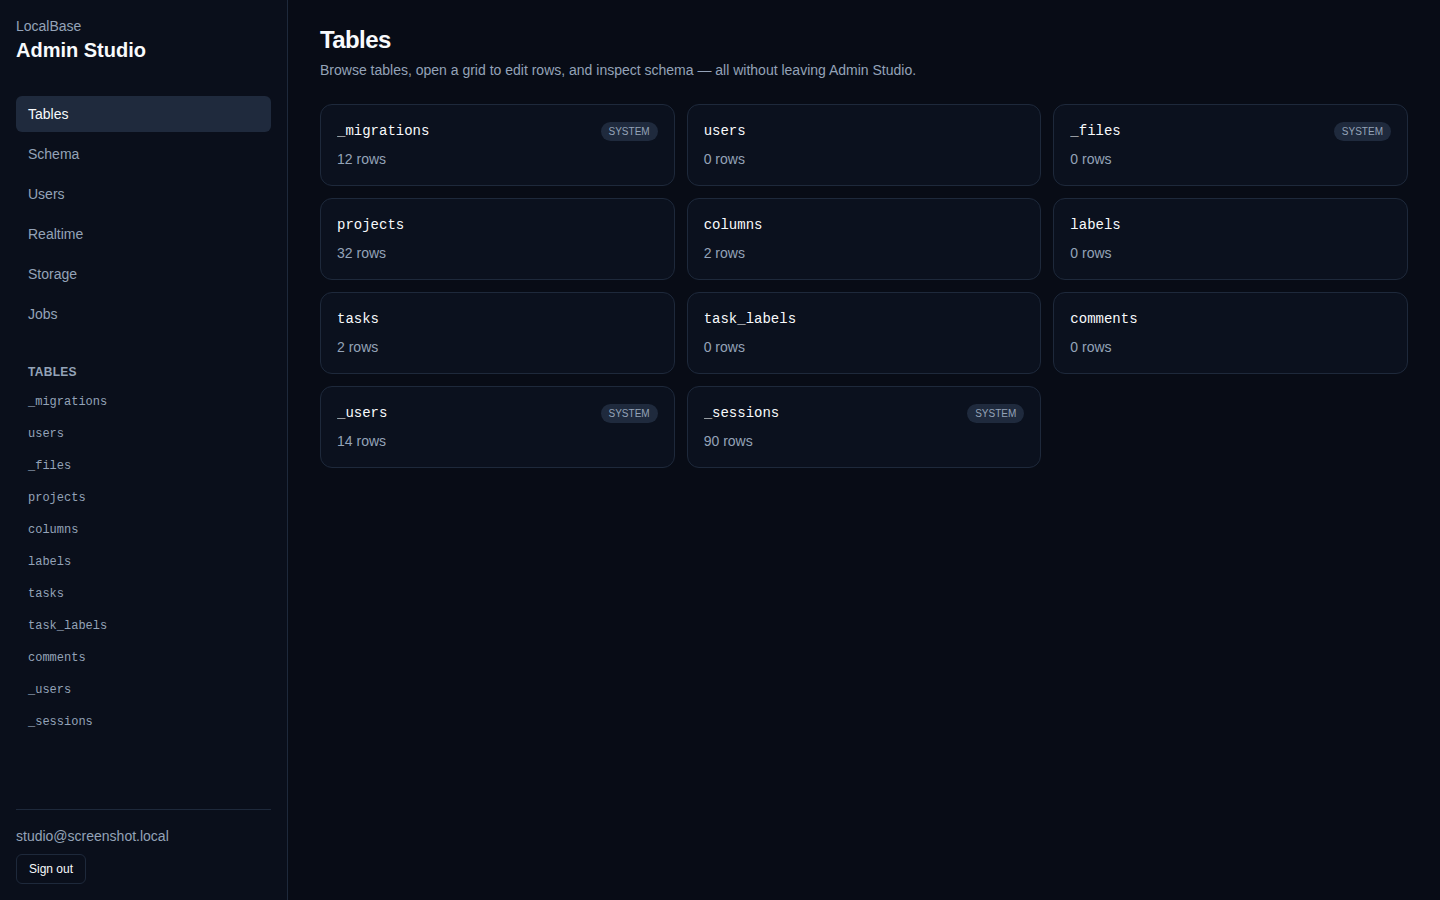 LocalBase
Admin Studio
Tables
Schema
Users
Realtime
Storage
Jobs
TABLES
_migrations
users
_files
projects
columns
labels
tasks
task_labels
comments
_users
_sessions
studio@screenshot.local
Sign out
Tables
Browse tables, open a grid to edit rows, and inspect schema — all without leaving Admin Studio.
_migrations SYSTEM
12 rows
users
0 rows
_files SYSTEM
0 rows
projects
32 rows
columns
2 rows
labels
0 rows
tasks
2 rows
task_labels
0 rows
comments
0 rows
_users SYSTEM
14 rows
_sessions SYSTEM
90 rows